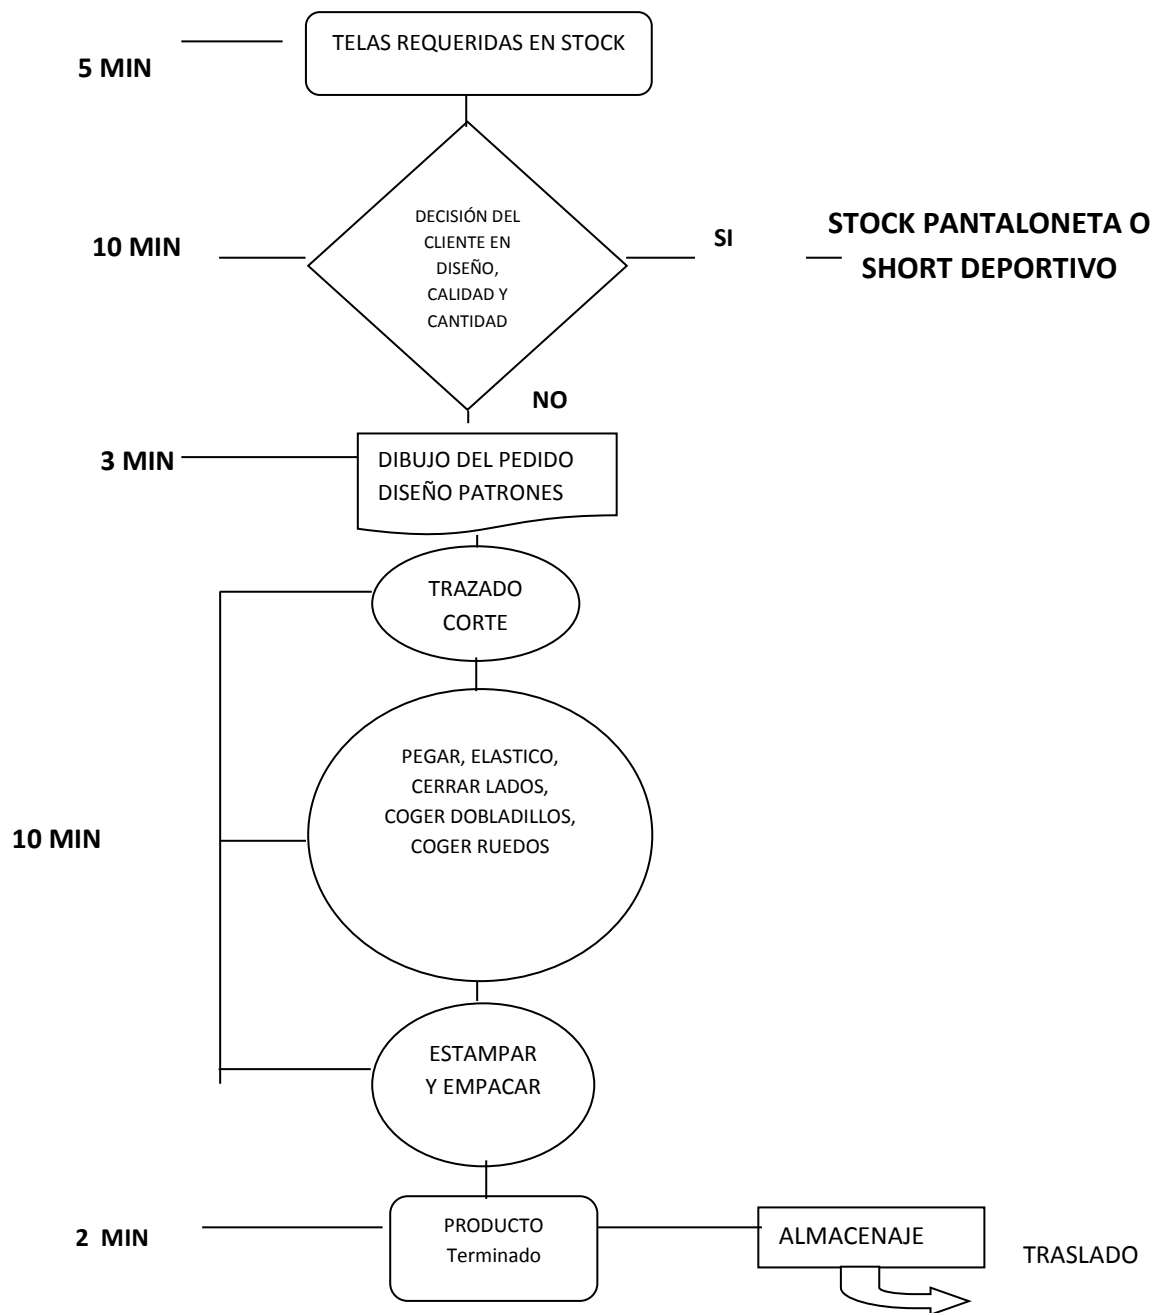 TELAS REQUERIDAS EN STOCK
5 MIN
DECISIÓN DEL
CLIENTE EN
DISEÑO,
CALIDAD Y
CANTIDAD
10 MIN
SI
STOCK PANTALONETA O
SHORT DEPORTIVO
NO
3 MIN
DIBUJO DEL PEDIDO
DISEÑO PATRONES
TRAZADO
CORTE
PEGAR, ELASTICO,
CERRAR LADOS,
COGER DOBLADILLOS,
COGER RUEDOS
10 MIN
ESTAMPAR
Y EMPACAR
2 MIN
PRODUCTO
Terminado
ALMACENAJE
TRASLADO